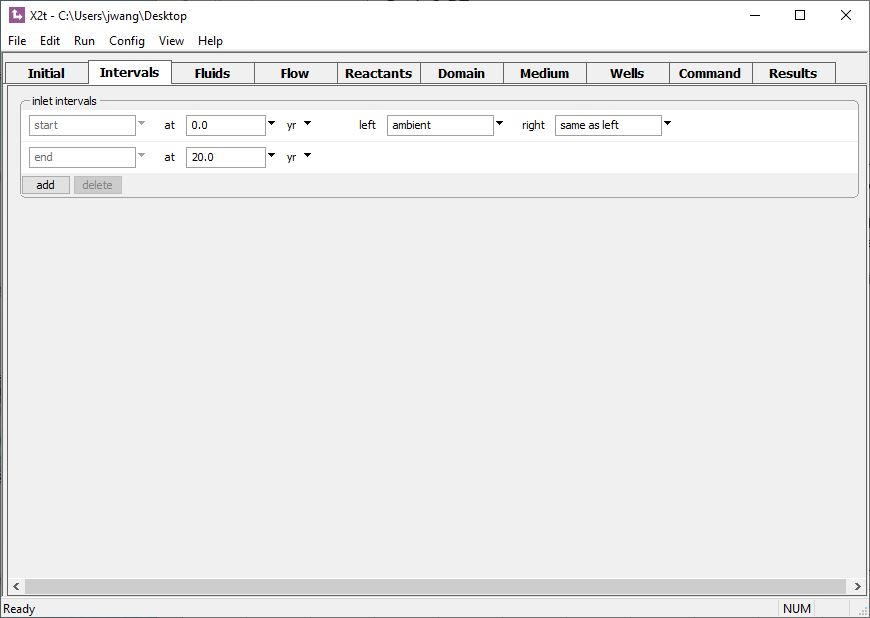 X2t - C:\Users\jwang\Desktop
File Edit Run Config View Help
Initial Intervals Fluids Flow Reactants Domain Medium Wells Command Results
inlet intervals
start at 0.0 yr left ambient right same as left
end at 20.0 yr
add delete
Ready NUM